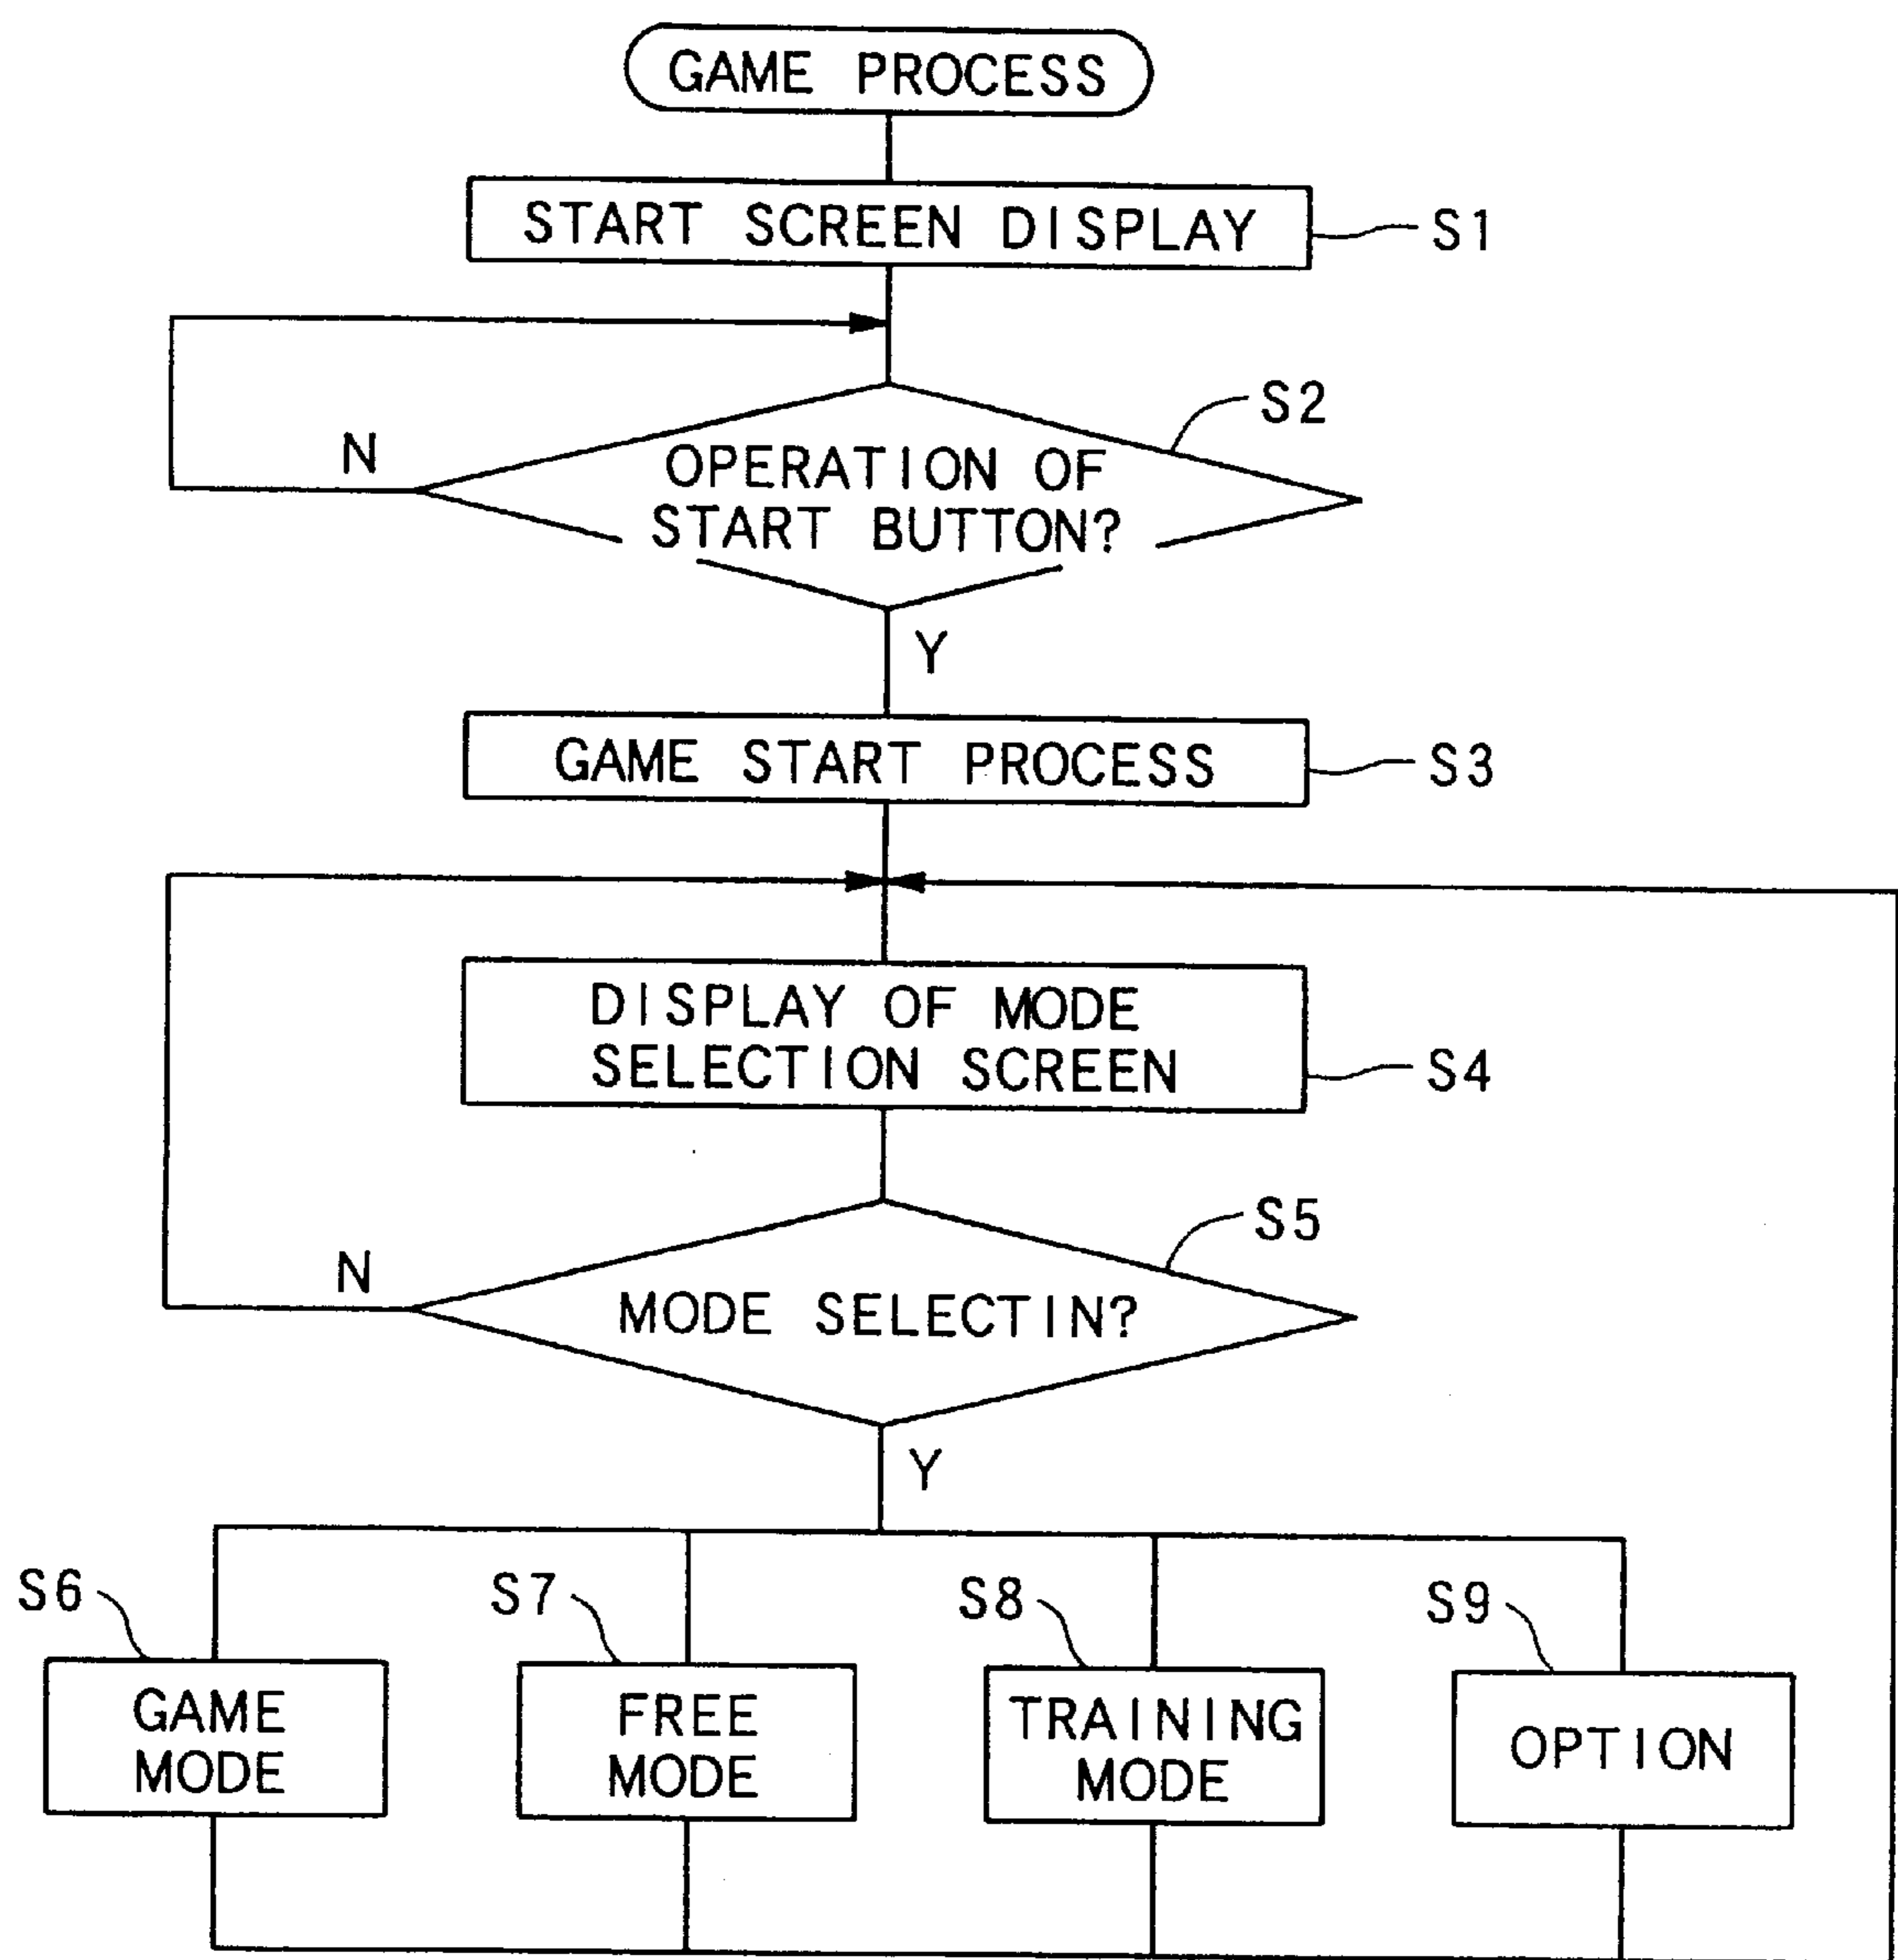 GAME PROCESS
START SCREEN DISPLAY
S1
S2
N
OPERATION OF
START BUTTON?
Y
GAME START PROCESS
S3
DISPLAY OF MODE
SELECTION SCREEN
S4
S5
N
MODE SELECTIN?
Y
S6
S7
S8
S9
GAME
MODE
FREE
MODE
TRAINING
MODE
OPTION